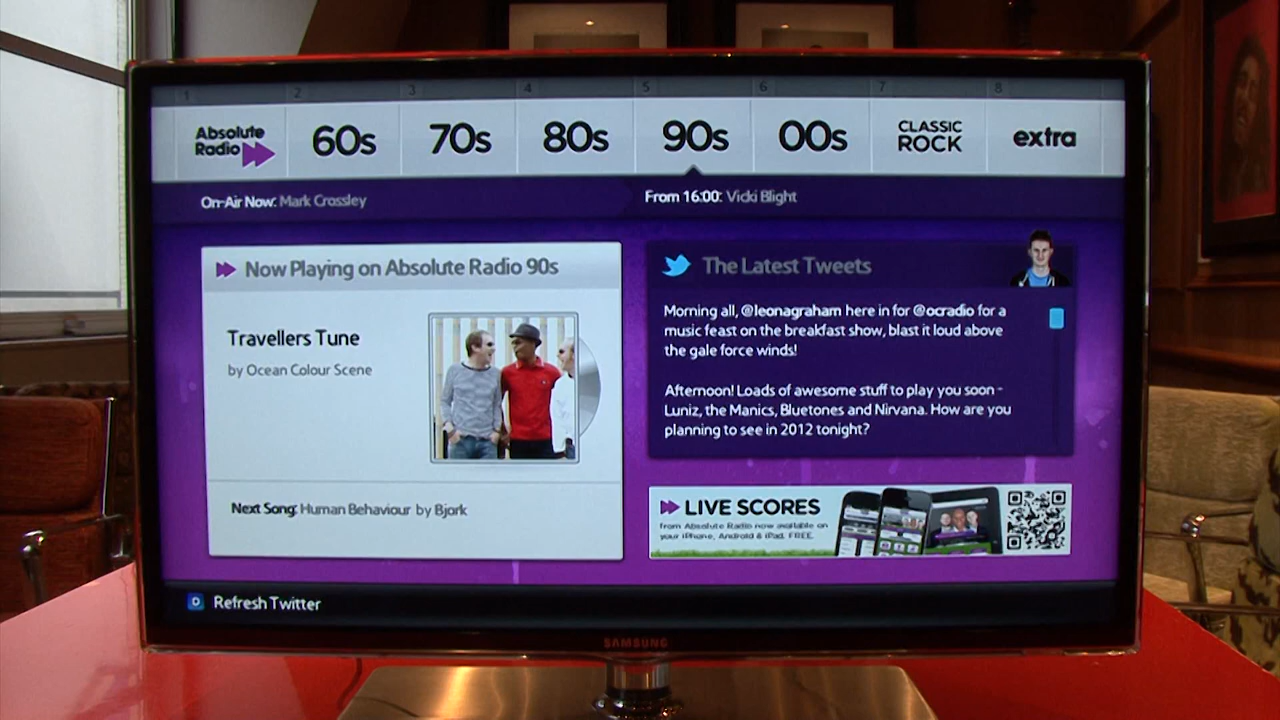 1 2 3 4 5 6 7 8
Absolute
Radio
60s 70s 80s 90s 00s
CLASSIC
ROCK
extra
On-Air Now: Mark Crossley
From 16:00: Vicki Blight
Now Playing on Absolute Radio 90s
Travellers Tune
by Ocean Colour Scene
Next Song: Human Behaviour by Bjork
The Latest Tweets
Morning all, @leonagraham here in for @ocradio for a
music feast on the breakfast show, blast it loud above
the gale force winds!
Afternoon! Loads of awesome stuff to play you soon -
Luniz, the Manics, Bluetones and Nirvana. How are you
planning to see in 2012 tonight?
LIVE SCORES
from Absolute Radio now available on
your iPhone, Android & iPad. FREE.
D Refresh Twitter
SAMSUNG